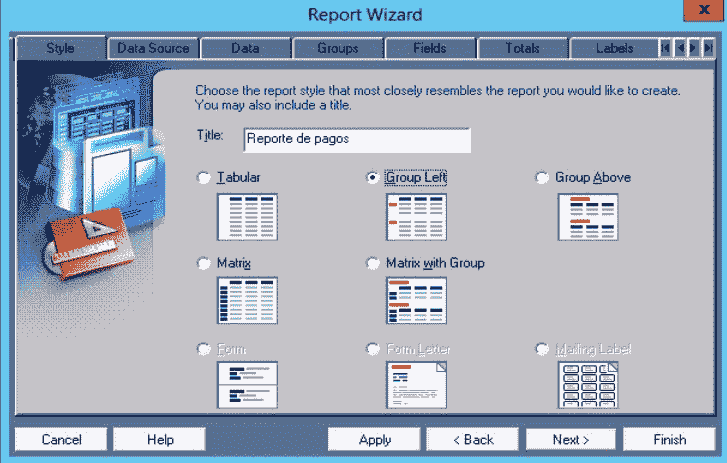 Report Wizard
Style Data Source Data Groups Fields Totals Labels
Choose the report style that most closely resembles the report you would like to create.
You may also include a title.
Title: Reporte de pagos
Tabular Group Left Group Above
Matrix Matrix with Group
Form Form Letter Mailing Label
Cancel Help Apply < Back Next > Finish